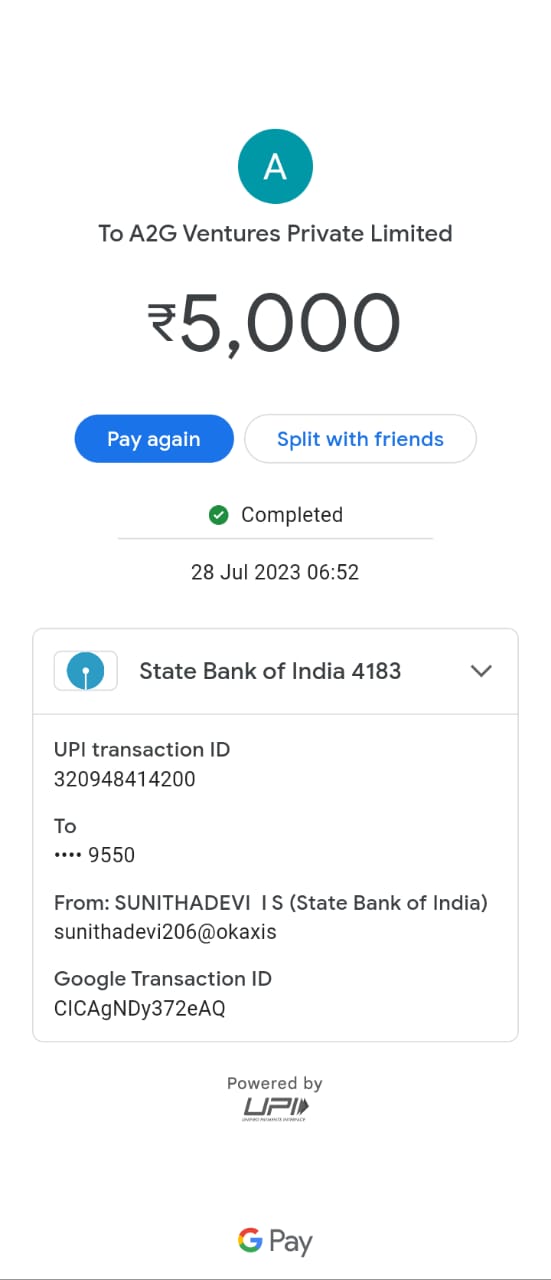 A
To A2G Ventures Private Limited
₹5,000
Pay again
Split with friends
Completed
28 Jul 2023 06:52
State Bank of India 4183
UPI transaction ID
320948414200
To
•••• 9550
From: SUNITHADEVI  I S (State Bank of India)
sunithadevi206@okaxis
Google Transaction ID
CICAgNDy372eAQ
Powered by
UPI
UNIFIED PAYMENTS INTERFACE
G Pay